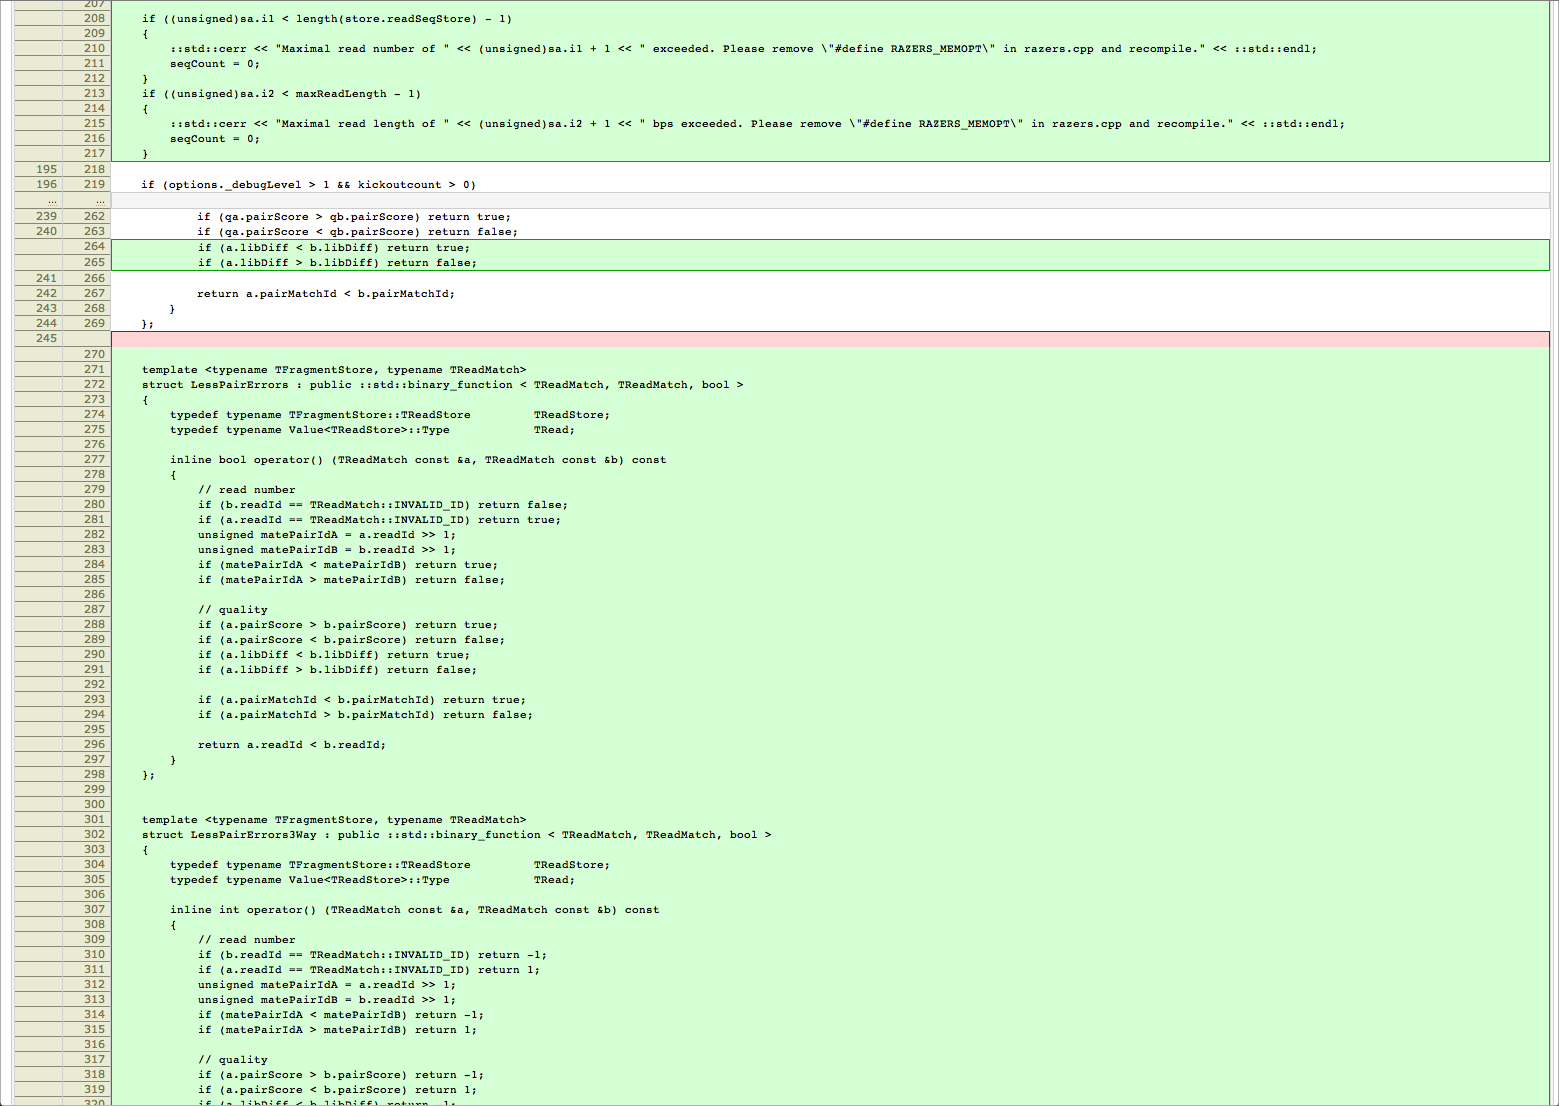 207
208 if ((unsigned)sa.i1 < length(store.readSeqStore) - 1)
209 {
210 ::std::cerr << "Maximal read number of " << (unsigned)sa.i1 + 1 << " exceeded. Please remove \"#define RAZERS_MEMOPT\" in razers.cpp and recompile." << ::std::endl;
211 seqCount = 0;
212 }
213 if ((unsigned)sa.i2 < maxReadLength - 1)
214 {
215 ::std::cerr << "Maximal read length of " << (unsigned)sa.i2 + 1 << " bps exceeded. Please remove \"#define RAZERS_MEMOPT\" in razers.cpp and recompile." << ::std::endl;
216 seqCount = 0;
217 }
195 218
196 219 if (options._debugLevel > 1 && kickoutcount > 0)
… …
239 262 if (qa.pairScore > qb.pairScore) return true;
240 263 if (qa.pairScore < qb.pairScore) return false;
264 if (a.libDiff < b.libDiff) return true;
265 if (a.libDiff > b.libDiff) return false;
241 266
242 267 return a.pairMatchId < b.pairMatchId;
243 268 }
244 269 };
245
270
271 template <typename TFragmentStore, typename TReadMatch>
272 struct LessPairErrors : public ::std::binary_function < TReadMatch, TReadMatch, bool >
273 {
274 typedef typename TFragmentStore::TReadStore TReadStore;
275 typedef typename Value<TReadStore>::Type TRead;
276
277 inline bool operator() (TReadMatch const &a, TReadMatch const &b) const
278 {
279 // read number
280 if (b.readId == TReadMatch::INVALID_ID) return false;
281 if (a.readId == TReadMatch::INVALID_ID) return true;
282 unsigned matePairIdA = a.readId >> 1;
283 unsigned matePairIdB = b.readId >> 1;
284 if (matePairIdA < matePairIdB) return true;
285 if (matePairIdA > matePairIdB) return false;
286
287 // quality
288 if (a.pairScore > b.pairScore) return true;
289 if (a.pairScore < b.pairScore) return false;
290 if (a.libDiff < b.libDiff) return true;
291 if (a.libDiff > b.libDiff) return false;
292
293 if (a.pairMatchId < b.pairMatchId) return true;
294 if (a.pairMatchId > b.pairMatchId) return false;
295
296 return a.readId < b.readId;
297 }
298 };
299
300
301 template <typename TFragmentStore, typename TReadMatch>
302 struct LessPairErrors3Way : public ::std::binary_function < TReadMatch, TReadMatch, bool >
303 {
304 typedef typename TFragmentStore::TReadStore TReadStore;
305 typedef typename Value<TReadStore>::Type TRead;
306
307 inline int operator() (TReadMatch const &a, TReadMatch const &b) const
308 {
309 // read number
310 if (b.readId == TReadMatch::INVALID_ID) return -1;
311 if (a.readId == TReadMatch::INVALID_ID) return 1;
312 unsigned matePairIdA = a.readId >> 1;
313 unsigned matePairIdB = b.readId >> 1;
314 if (matePairIdA < matePairIdB) return -1;
315 if (matePairIdA > matePairIdB) return 1;
316
317 // quality
318 if (a.pairScore > b.pairScore) return -1;
319 if (a.pairScore < b.pairScore) return 1;
320 if (a.libDiff < b.libDiff) return -1;